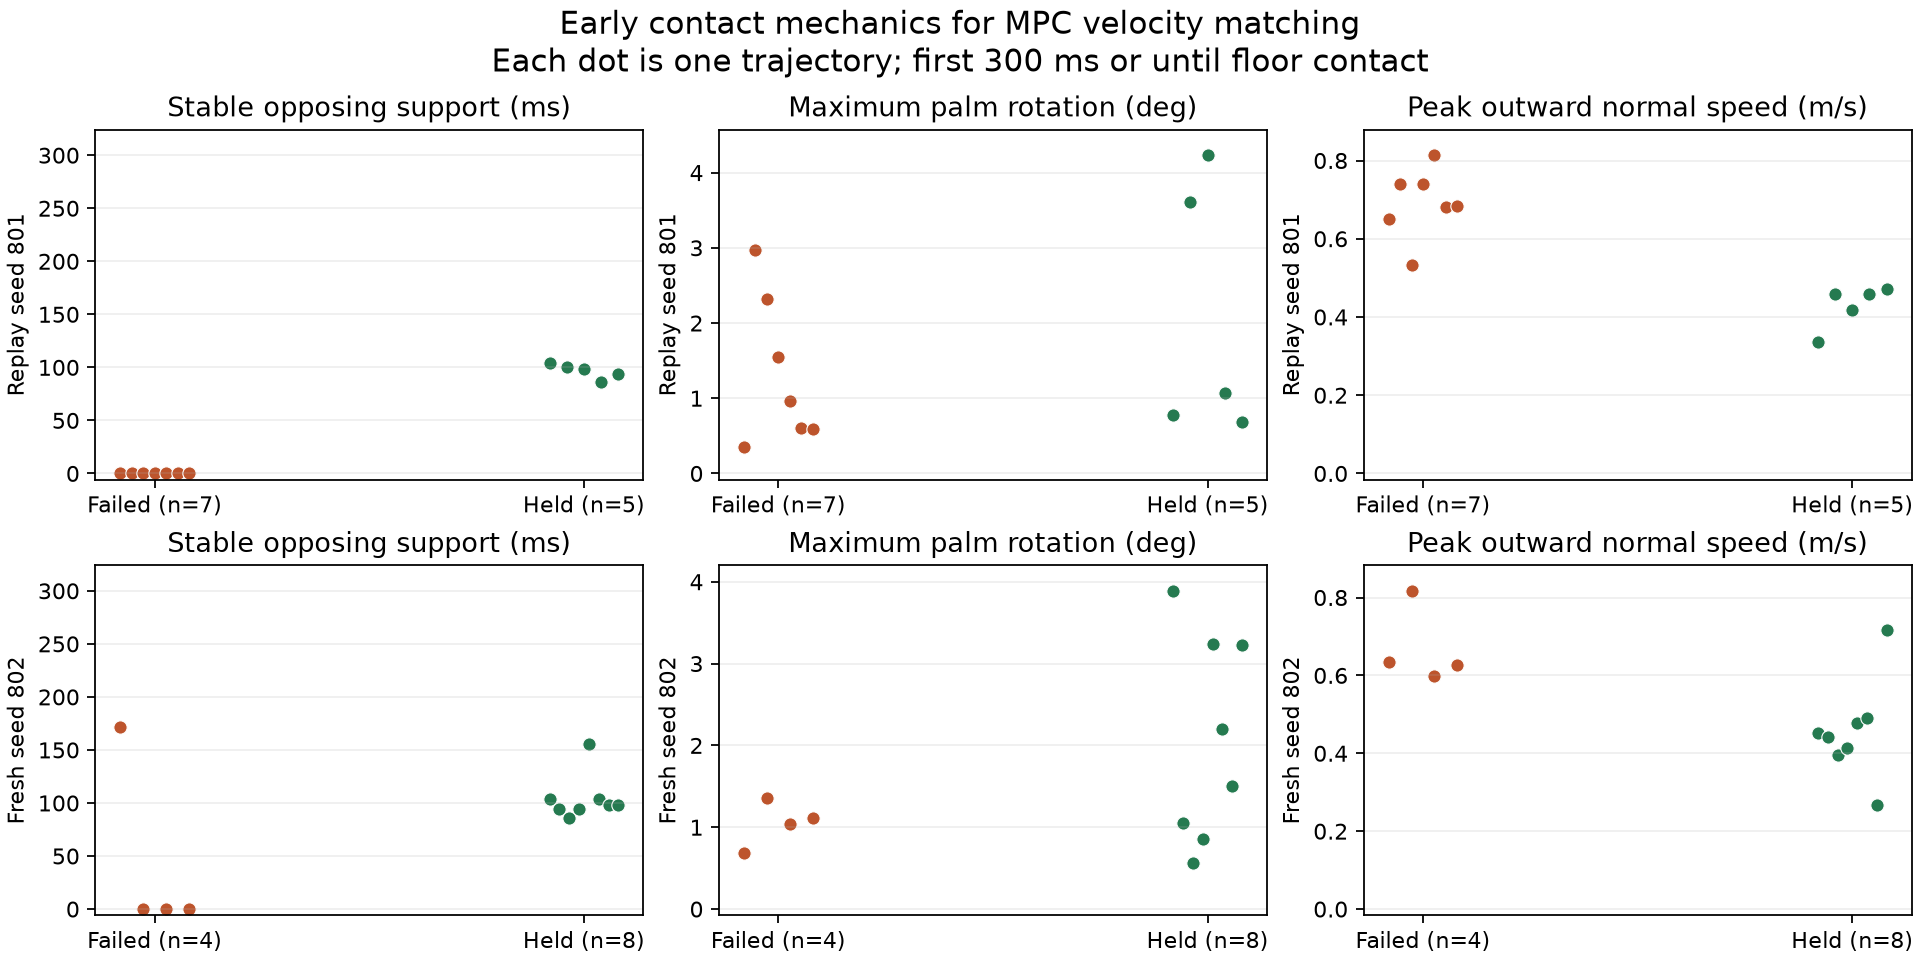 Early contact mechanics for MPC velocity matching
Each dot is one trajectory; first 300 ms or until floor contact
Stable opposing support (ms)
Replay seed 801
300
250
200
150
100
50
0
Failed (n=7)
Held (n=5)
Maximum palm rotation (deg)
Replay seed 801
4
3
2
1
0
Failed (n=7)
Held (n=5)
Peak outward normal speed (m/s)
Replay seed 801
0.8
0.6
0.4
0.2
0.0
Failed (n=7)
Held (n=5)
Stable opposing support (ms)
Fresh seed 802
300
250
200
150
100
50
0
Failed (n=4)
Held (n=8)
Maximum palm rotation (deg)
Fresh seed 802
4
3
2
1
0
Failed (n=4)
Held (n=8)
Peak outward normal speed (m/s)
Fresh seed 802
0.8
0.6
0.4
0.2
0.0
Failed (n=4)
Held (n=8)